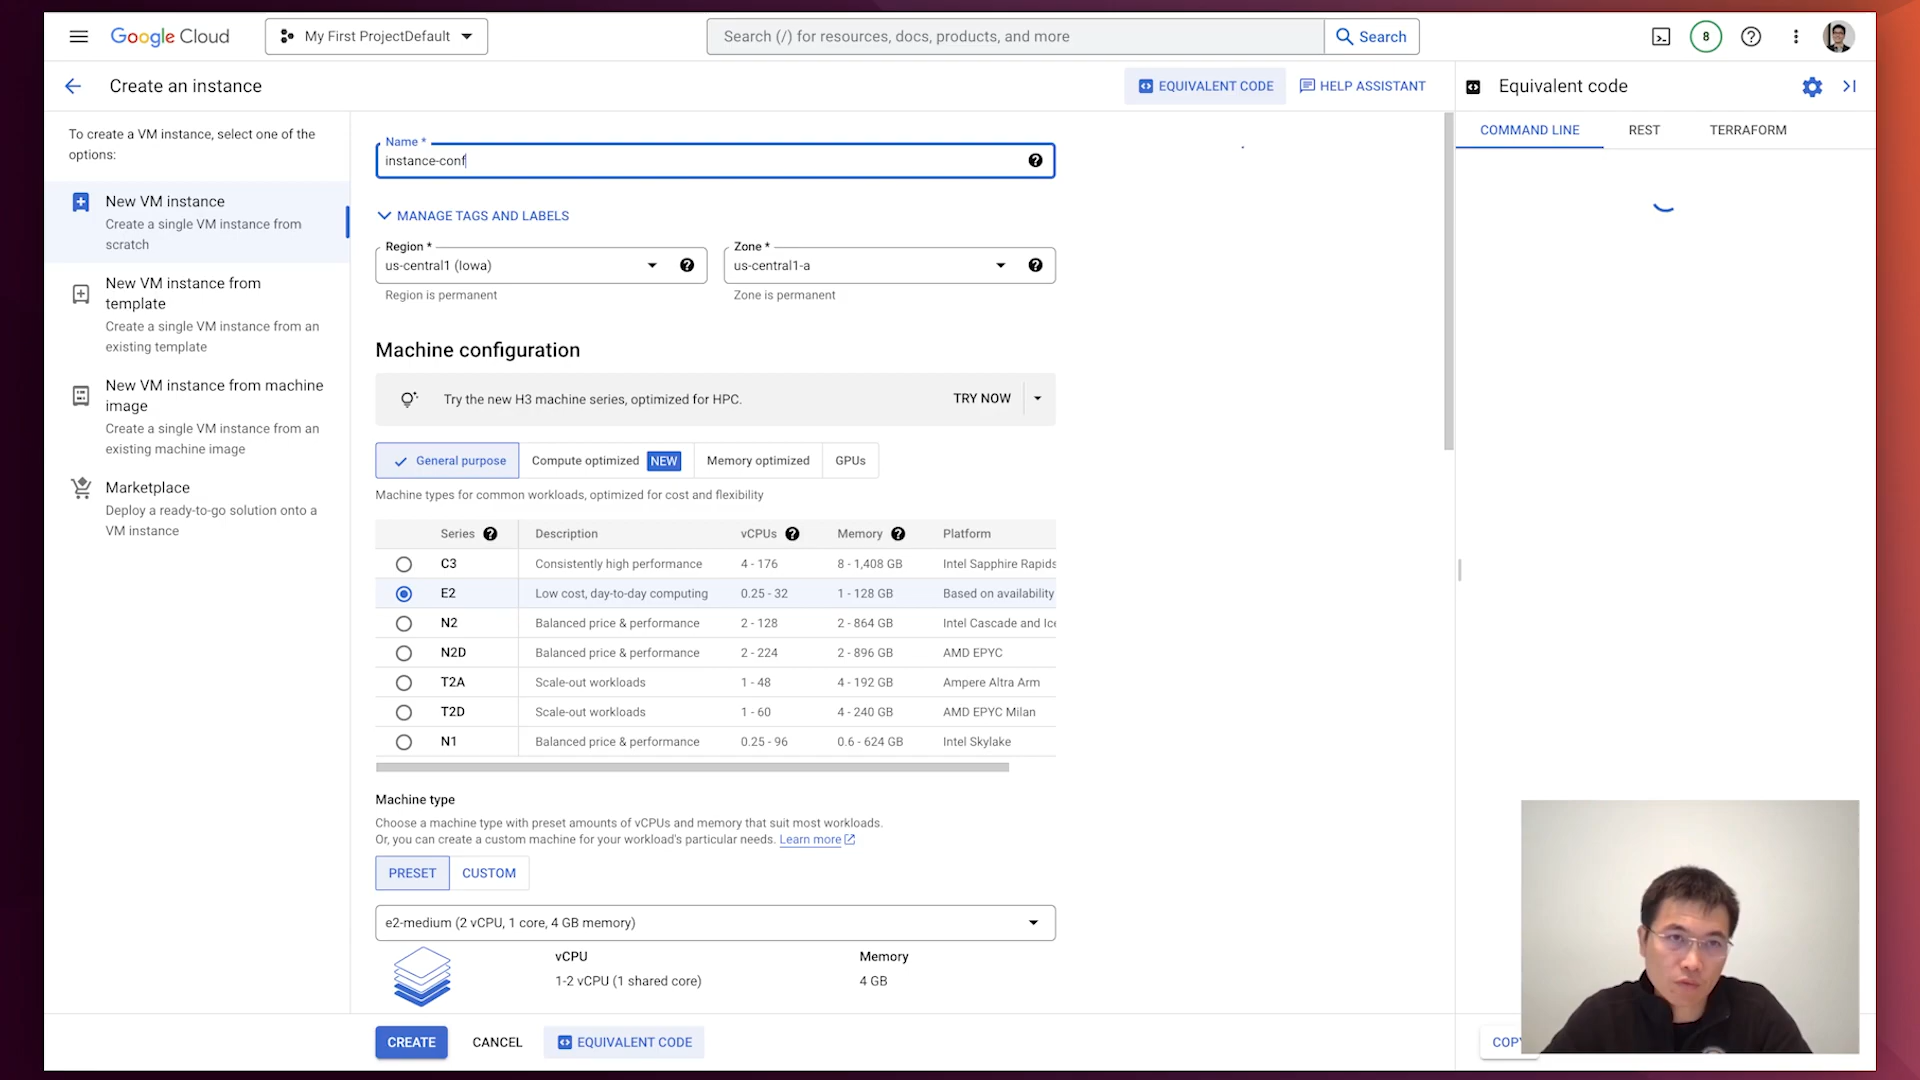 Google Cloud
My First ProjectDefault
Search (/) for resources, docs, products, and more
Search
8
Create an instance
EQUIVALENT CODE
HELP ASSISTANT
Equivalent code
COMMAND LINE
REST
TERRAFORM
To create a VM instance, select one of the
options:
New VM instance
Create a single VM instance from
scratch
New VM instance from
template
Create a single VM instance from an
existing template
New VM instance from machine
image
Create a single VM instance from an
existing machine image
Marketplace
Deploy a ready-to-go solution onto a
VM instance
Name *
instance-conf
MANAGE TAGS AND LABELS
Region *
us-central1 (Iowa)
Region is permanent
Zone *
us-central1-a
Zone is permanent
Machine configuration
Try the new H3 machine series, optimized for HPC.
TRY NOW
General purpose
Compute optimized NEW
Memory optimized
GPUs
Machine types for common workloads, optimized for cost and flexibility
Series Description vCPUs Memory Platform
C3 Consistently high performance 4 - 176 8 - 1,408 GB Intel Sapphire Rapids
E2 Low cost, day-to-day computing 0.25 - 32 1 - 128 GB Based on availability
N2 Balanced price & performance 2 - 128 2 - 864 GB Intel Cascade and Ice
N2D Balanced price & performance 2 - 224 2 - 896 GB AMD EPYC
T2A Scale-out workloads 1 - 48 4 - 192 GB Ampere Altra Arm
T2D Scale-out workloads 1 - 60 4 - 240 GB AMD EPYC Milan
N1 Balanced price & performance 0.25 - 96 0.6 - 624 GB Intel Skylake
Machine type
Choose a machine type with preset amounts of vCPUs and memory that suit most workloads.
Or, you can create a custom machine for your workload's particular needs. Learn more
PRESET
CUSTOM
e2-medium (2 vCPU, 1 core, 4 GB memory)
vCPU
1-2 vCPU (1 shared core)
Memory
4 GB
CREATE
CANCEL
EQUIVALENT CODE
COPY